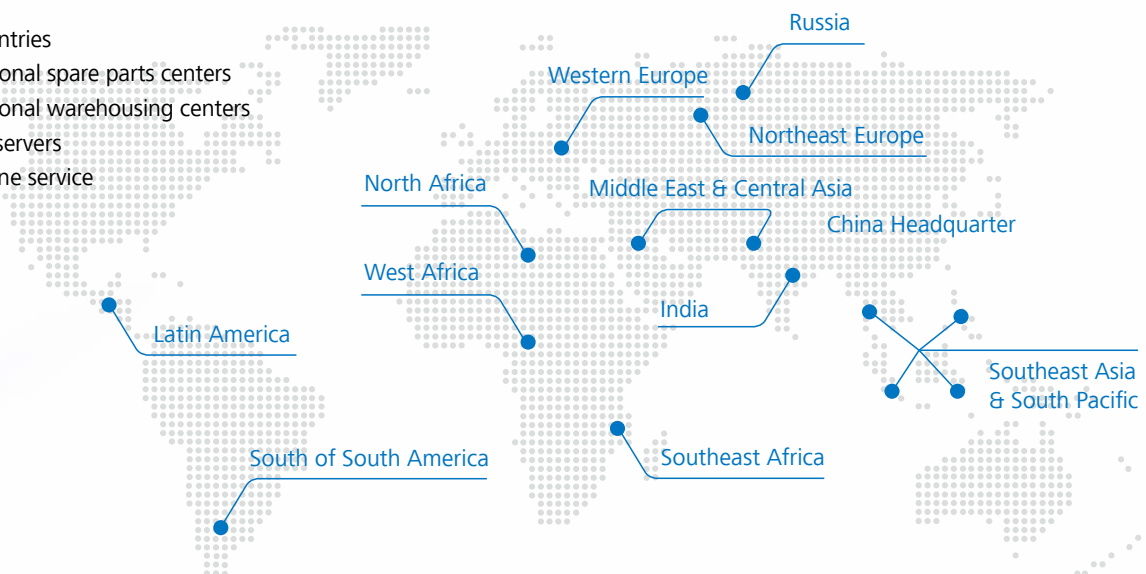 ntries
onal spare parts centers
onal warehousing centers
servers
ne service
Russia
Western Europe
Northeast Europe
North Africa
Middle East & Central Asia
China Headquarter
West Africa
India
Latin America
Southeast Asia
& South Pacific
South of South America
Southeast Africa